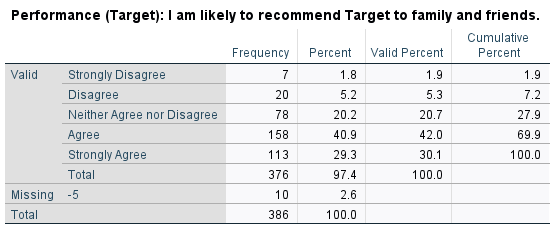 Performance (Target): I am likely to recommend Target to family and friends.
Frequency Percent Valid Percent Cumulative Percent
Valid Strongly Disagree 7 1.8 1.9 1.9
Disagree 20 5.2 5.3 7.2
Neither Agree nor Disagree 78 20.2 20.7 27.9
Agree 158 40.9 42.0 69.9
Strongly Agree 113 29.3 30.1 100.0
Total 376 97.4 100.0
Missing -5 10 2.6
Total 386 100.0